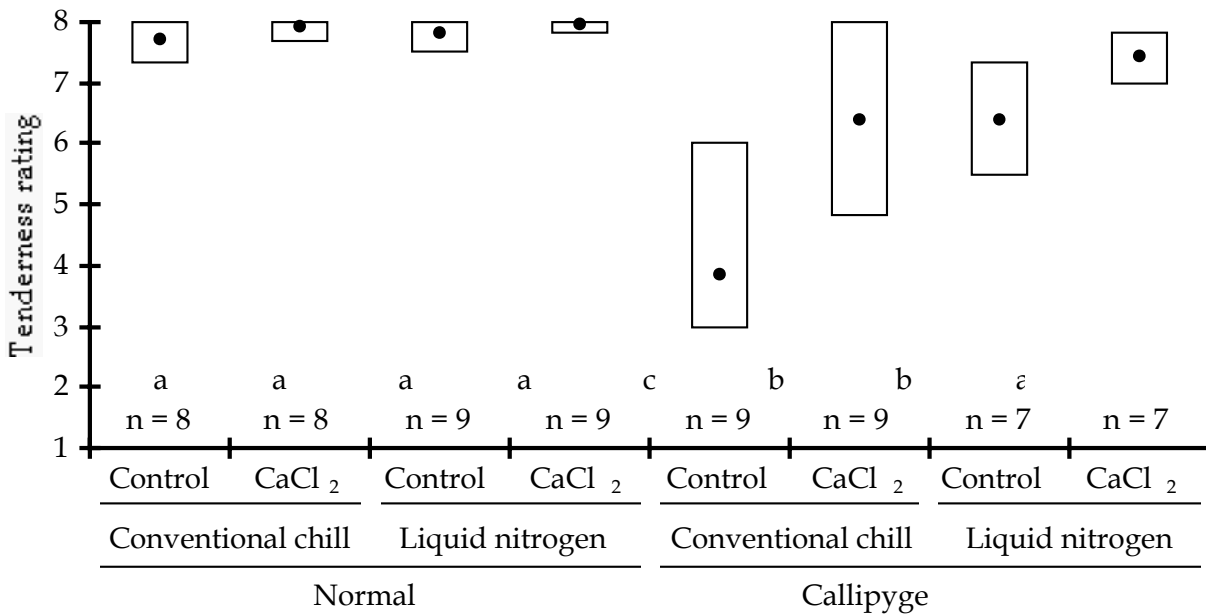 Tenderness rating
8
7
6
5
4
3
2
1
a a a a c b b a
n = 8 n = 8 n = 9 n = 9 n = 9 n = 9 n = 7 n = 7
Control CaCl 2 Control CaCl 2 Control CaCl 2 Control CaCl 2
Conventional chill Liquid nitrogen Conventional chill Liquid nitrogen
Normal Callipyge